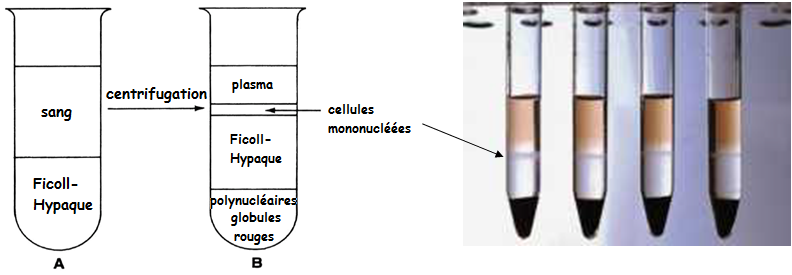 sang
Ficoll-
Hypaque
A
centrifugation
plasma
Ficoll-
Hypaque
polynucléaires
globules
rouges
B
cellules
mononucléées